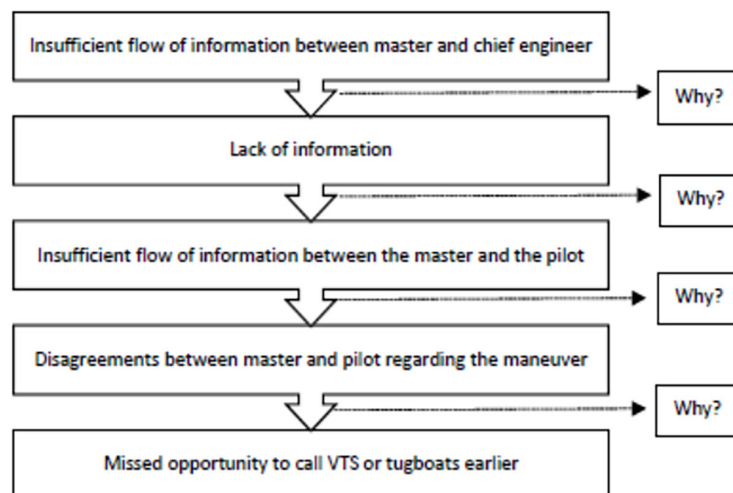 Insufficient flow of information between master and chief engineer
Why?
Lack of information
Why?
Insufficient flow of information between the master and the pilot
Why?
Disagreements between master and pilot regarding the maneuver
Why?
Missed opportunity to call VTS or tugboats earlier